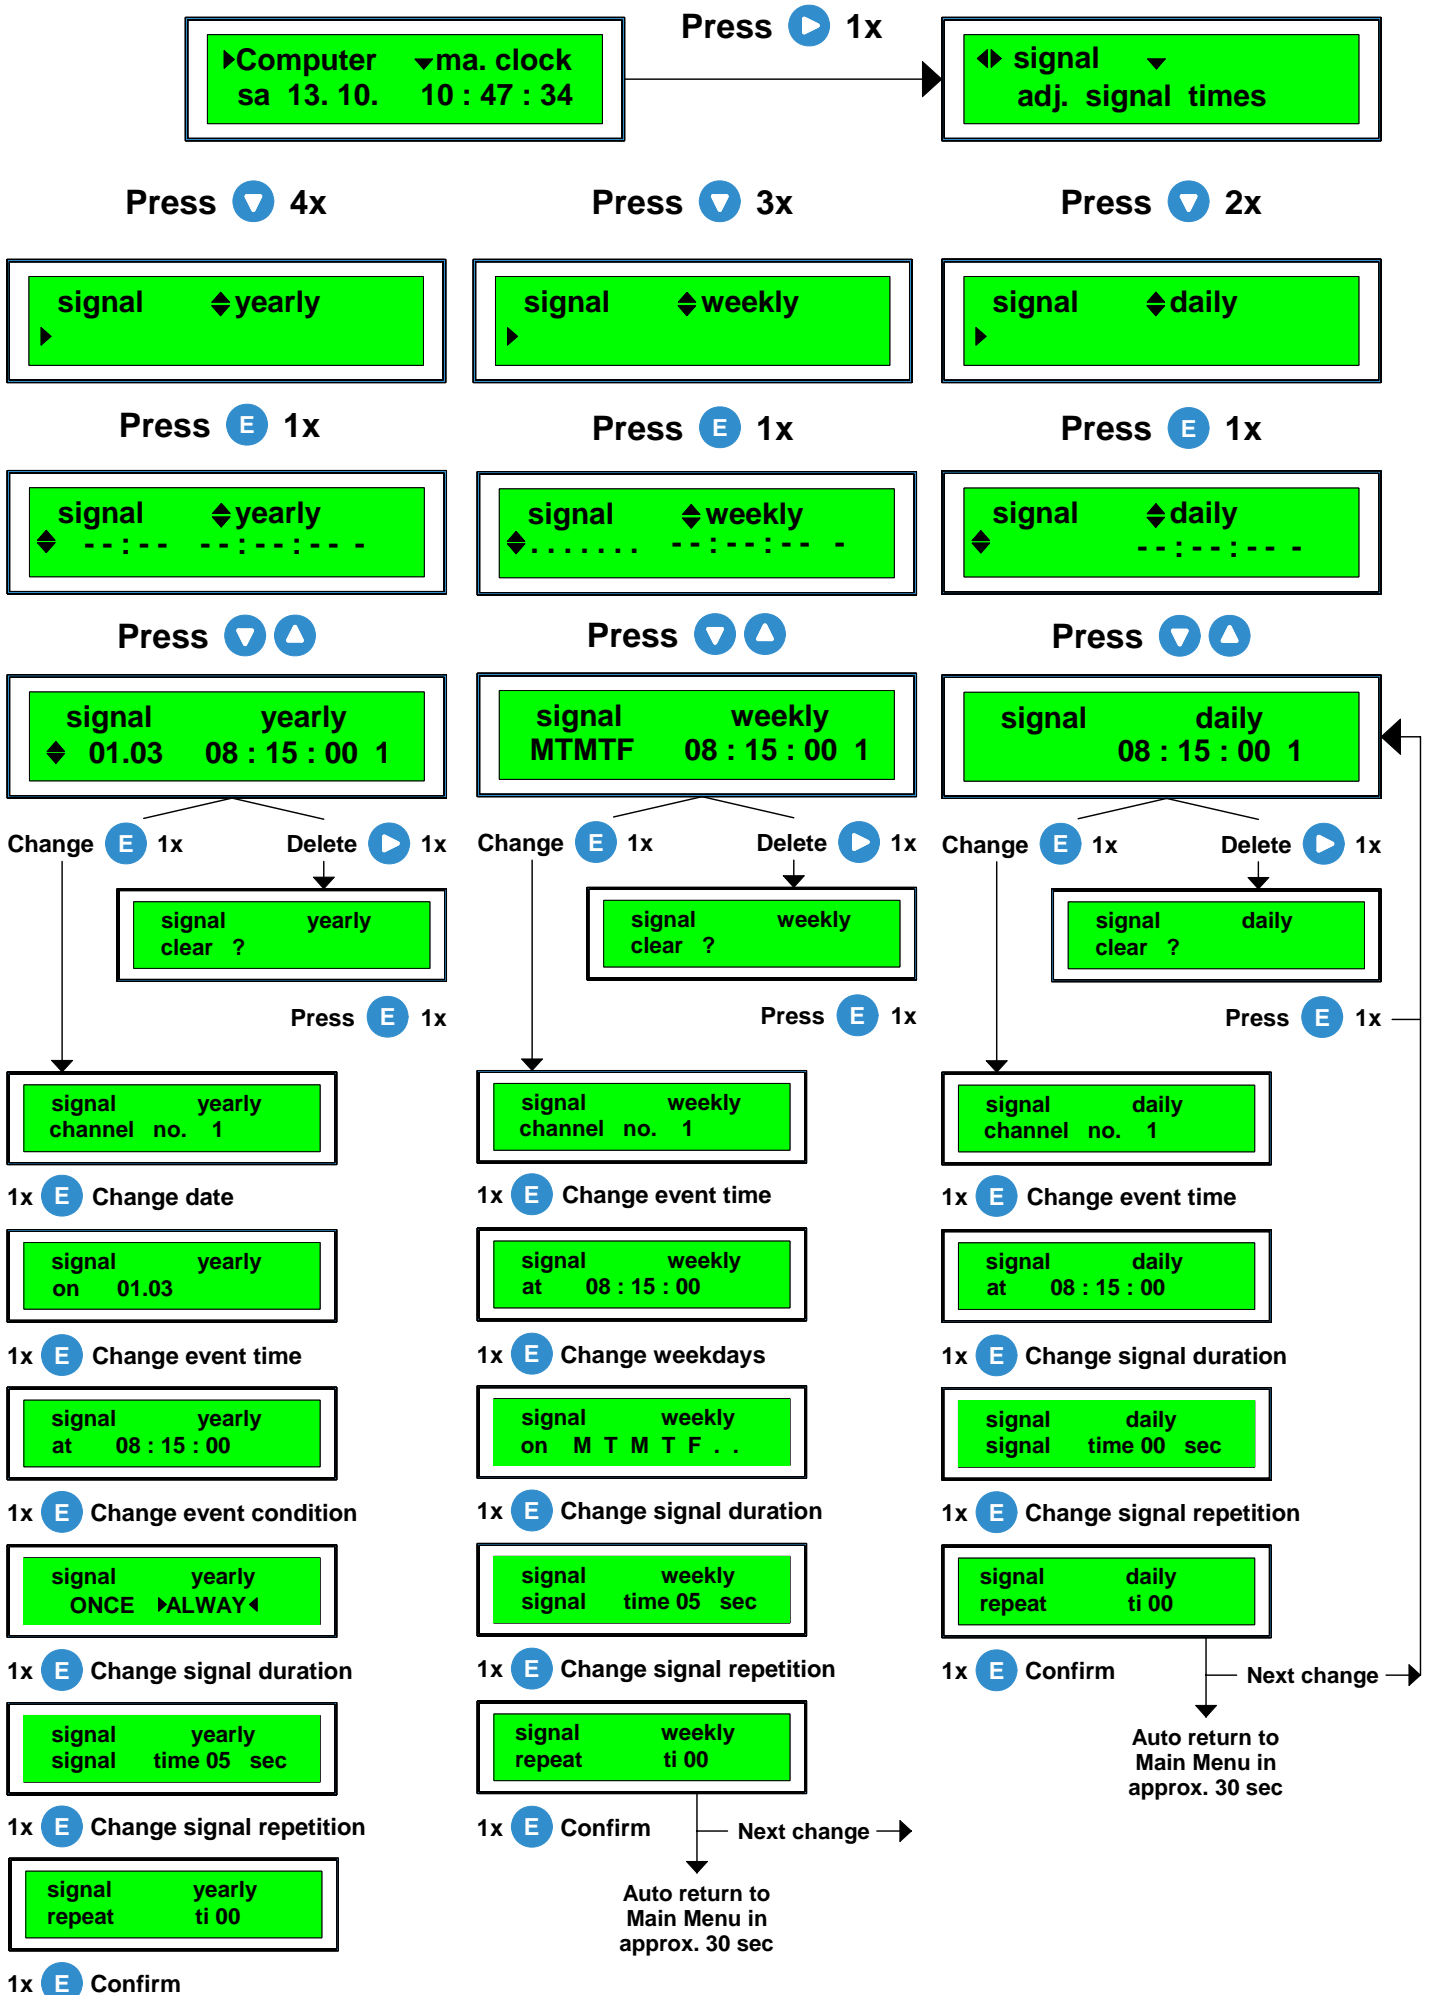 Press 1x
Computer ma. clock
sa 13. 10. 10 : 47 : 34
signal
adj. signal times
Press 4x
Press 3x
Press 2x
signal yearly
signal weekly
signal daily
Press E 1x
Press E 1x
Press E 1x
signal yearly
--:-- --:--:-- -
signal weekly
....... --:--:-- -
signal daily
--:--:-- -
Press
Press
Press
signal yearly
01.03 08 : 15 : 00 1
signal weekly
MTMTF 08 : 15 : 00 1
signal daily
08 : 15 : 00 1
Change E 1x Delete 1x
Change E 1x Delete 1x
Change E 1x Delete 1x
signal yearly
clear ?
signal weekly
clear ?
signal daily
clear ?
Press E 1x
Press E 1x
Press E 1x
signal yearly
channel no. 1
1x E Change date
signal yearly
on 01.03
1x E Change event time
signal yearly
at 08 : 15 : 00
1x E Change event condition
signal yearly
ONCE ALWAY
1x E Change signal duration
signal yearly
signal time 05 sec
1x E Change signal repetition
signal yearly
repeat ti 00
1x E Confirm
signal weekly
channel no. 1
1x E Change event time
signal weekly
at 08 : 15 : 00
1x E Change weekdays
signal weekly
on M T M T F . .
1x E Change signal duration
signal weekly
signal time 05 sec
1x E Change signal repetition
signal weekly
repeat ti 00
1x E Confirm
Next change
Auto return to
Main Menu in
approx. 30 sec
signal daily
channel no. 1
1x E Change event time
signal daily
at 08 : 15 : 00
1x E Change signal duration
signal daily
signal time 00 sec
1x E Change signal repetition
signal daily
repeat ti 00
1x E Confirm
Next change
Auto return to
Main Menu in
approx. 30 sec